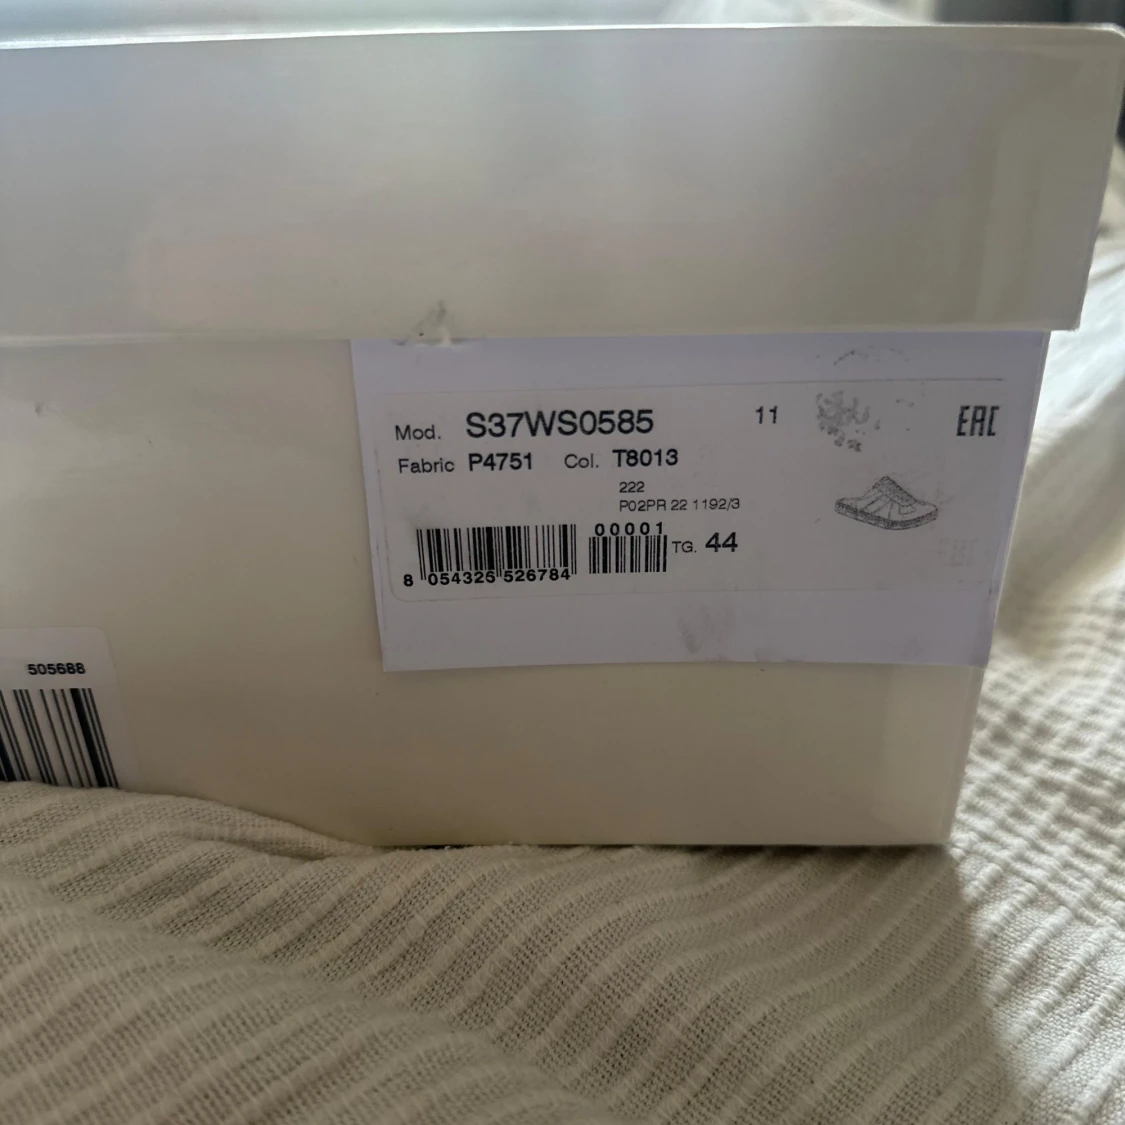 Mod. S37WS0585 11 EAC
Fabric P4751 Col. T8013
222
P02PR 22 1192/3
00001
TG. 44
8 054326 526784
505688